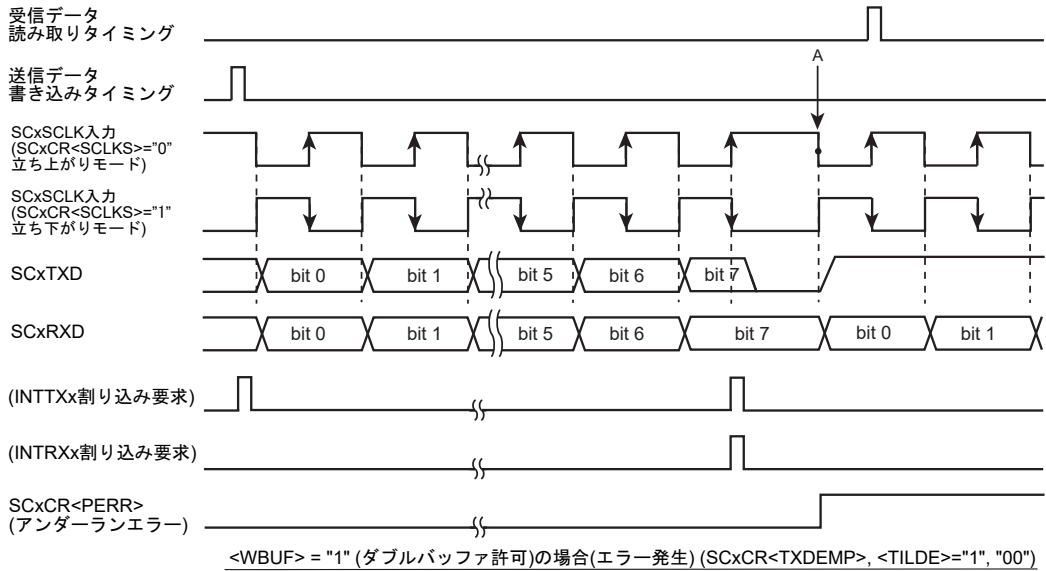 受信データ
読み取りタイミング
A
送信データ
書き込みタイミング
SCxSCLK入力
(SCxCR<SCLKS>="0"
立ち上がりモード)
SCxSCLK入力
(SCxCR<SCLKS>="1"
立ち下がりモード)
SCxTXD
bit 0
bit 1
bit 5
bit 6
bit 7
SCxRXD
bit 0
bit 1
bit 5
bit 6
bit 7
bit 0
bit 1
(INTTXx割り込み要求)
(INTRXx割り込み要求)
SCxCR<PERR>
(アンダーランエラー)
<WBUF> = "1" (ダブルバッファ許可)の場合(エラー発生) (SCxCR<TXDEMP>, <TILDE>="1", "00")